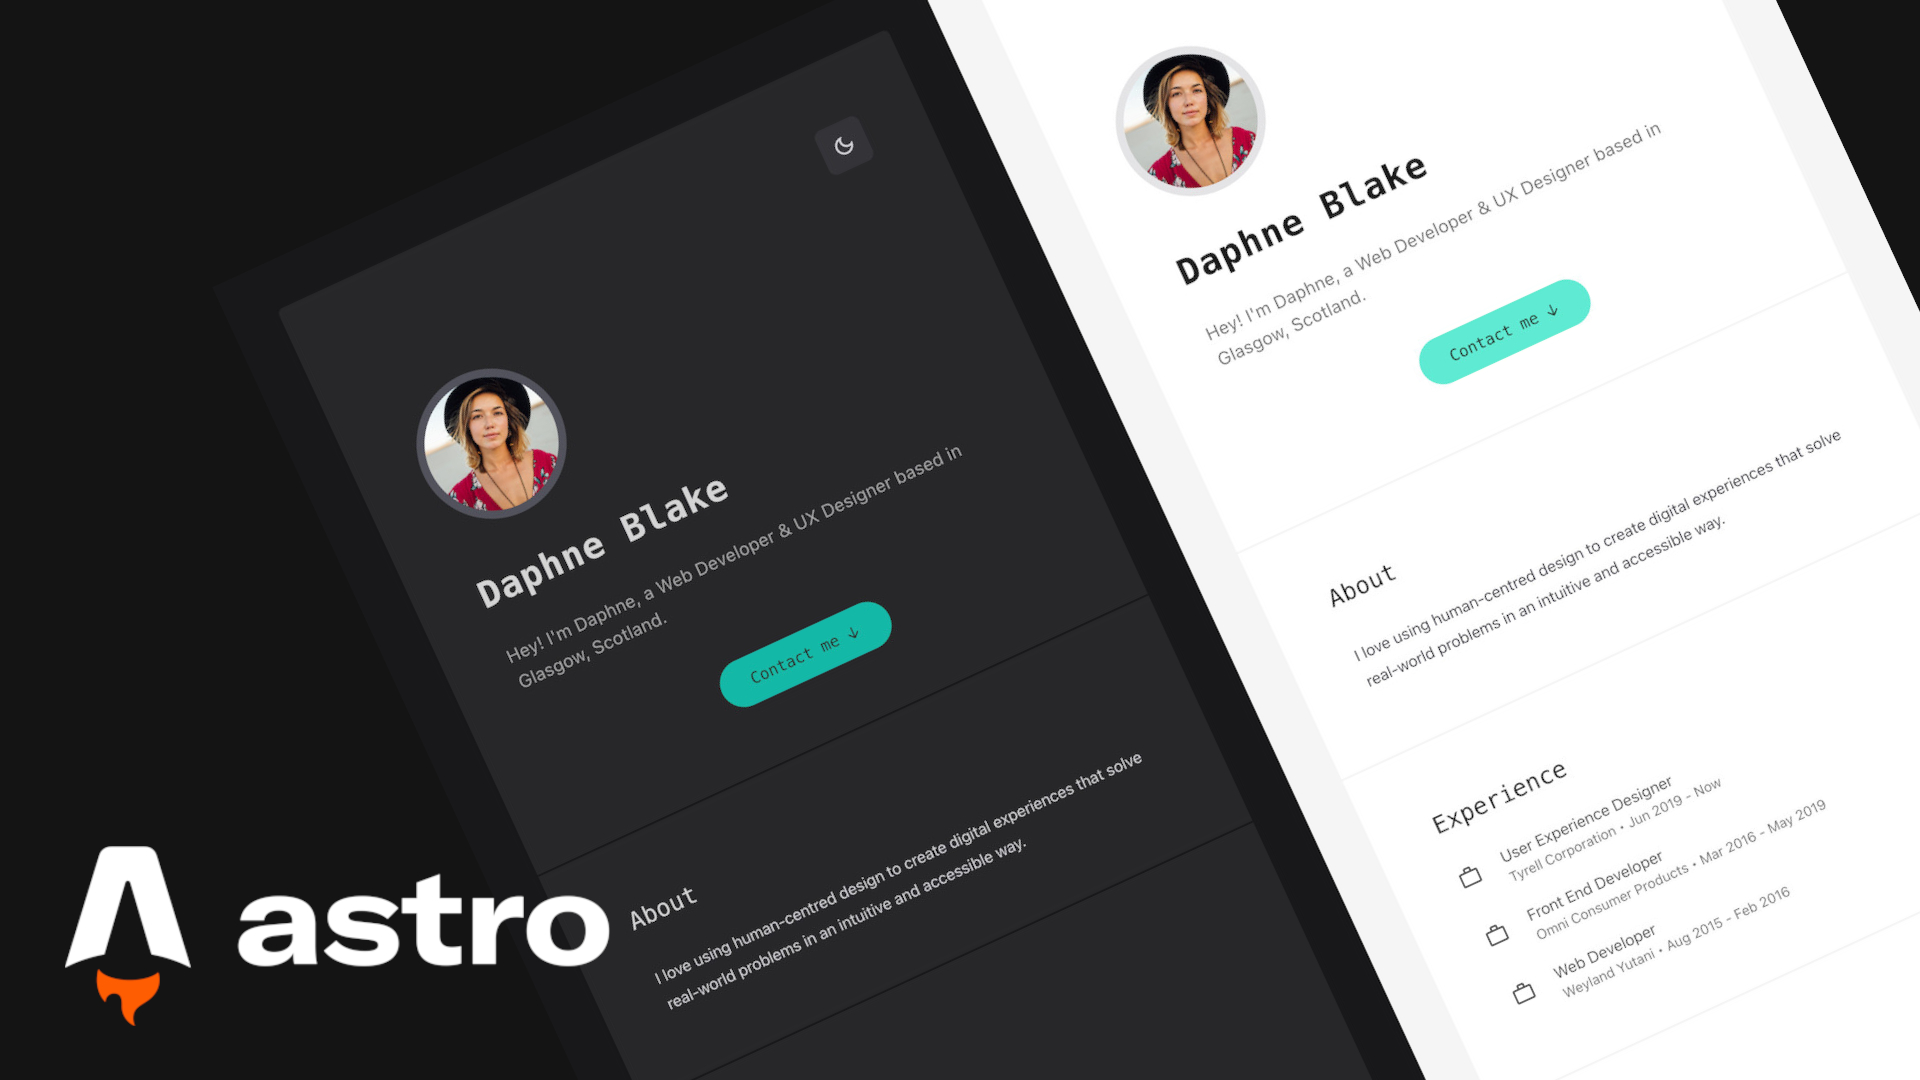 Daphne Blake
Hey! I'm Daphne, a Web Developer & UX Designer based in
Glasgow, Scotland.
Contact me ↓
About
I love using human-centred design to create digital experiences that solve
real-world problems in an intuitive and accessible way.
Daphne Blake
Hey! I'm Daphne, a Web Developer & UX Designer based in
Glasgow, Scotland.
Contact me ↓
About
I love using human-centred design to create digital experiences that solve
real-world problems in an intuitive and accessible way.
Experience
User Experience Designer
Tyrell Corporation • Jun 2019 - Now
Front End Developer
Omni Consumer Products • Mar 2016 - May 2019
Web Developer
Weyland Yutani • Aug 2015 - Feb 2016
astro